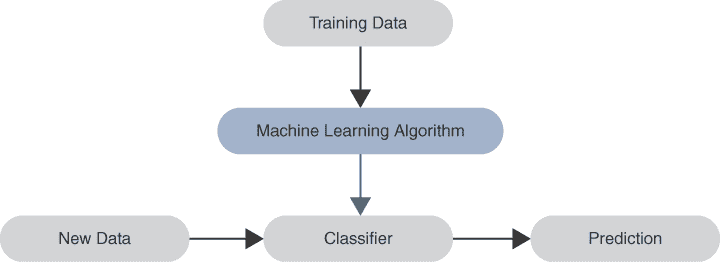 Training Data
Machine Learning Algorithm
New Data
Classifier
Prediction